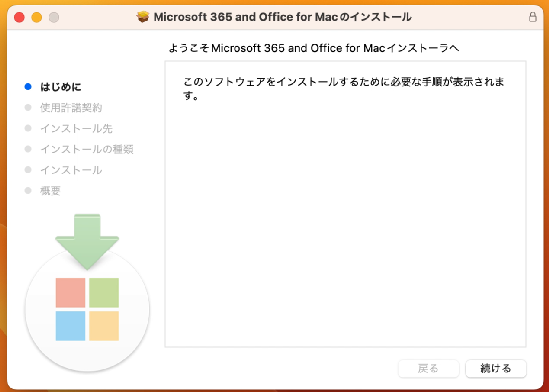 Microsoft 365 and Office for Macのインストール
ようこそMicrosoft 365 and Office for Macインストーラへ
はじめに
使用許諾契約
インストール先
インストールの種類
インストール
概要
このソフトウェアをインストールするために必要な手順が表示されま
す。
戻る
続ける